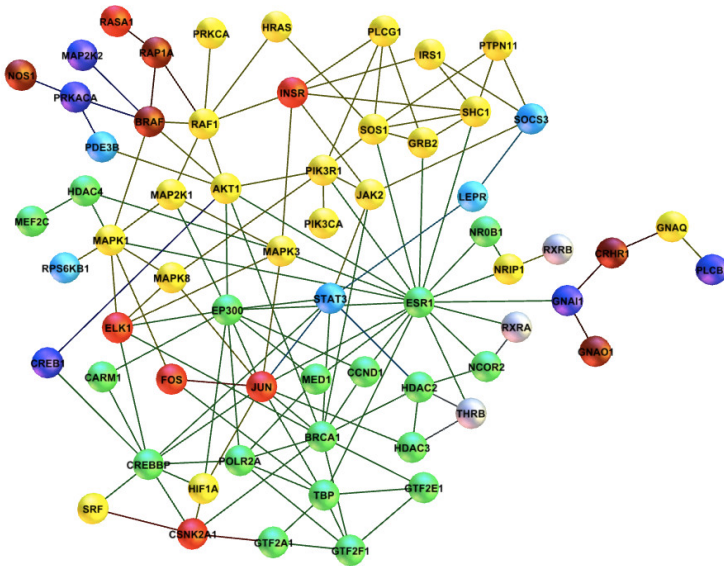 RASA1
PRKCA
HRAS
PLCG1
IRS1
PTPN11
MAP2K2
RAP1A
NOS1
PRKACA
INSR
BRAF
RAF1
SOS1
SHC1
SOCS3
PDE3B
GRB2
HDAC4
MAP2K1
AKT1
PIK3R1
JAK2
LEPR
MEF2C
PIK3CA
NR0B1
GNAQ
MAPK1
MAPK3
CRHR1
RPS6KB1
MAPK8
NRIP1
RXRB
PLCB
STAT3
ESR1
GNAI1
EP300
ELK1
RXRA
GNAO1
CREB1
CARM1
FOS
JUN
MED1
CCND1
HDAC2
NCOR2
THRB
BRCA1
HDAC3
CREBBP
POLR2A
HIF1A
TBP
GTF2E1
SRF
CSNK2A1
GTF2A1
GTF2F1